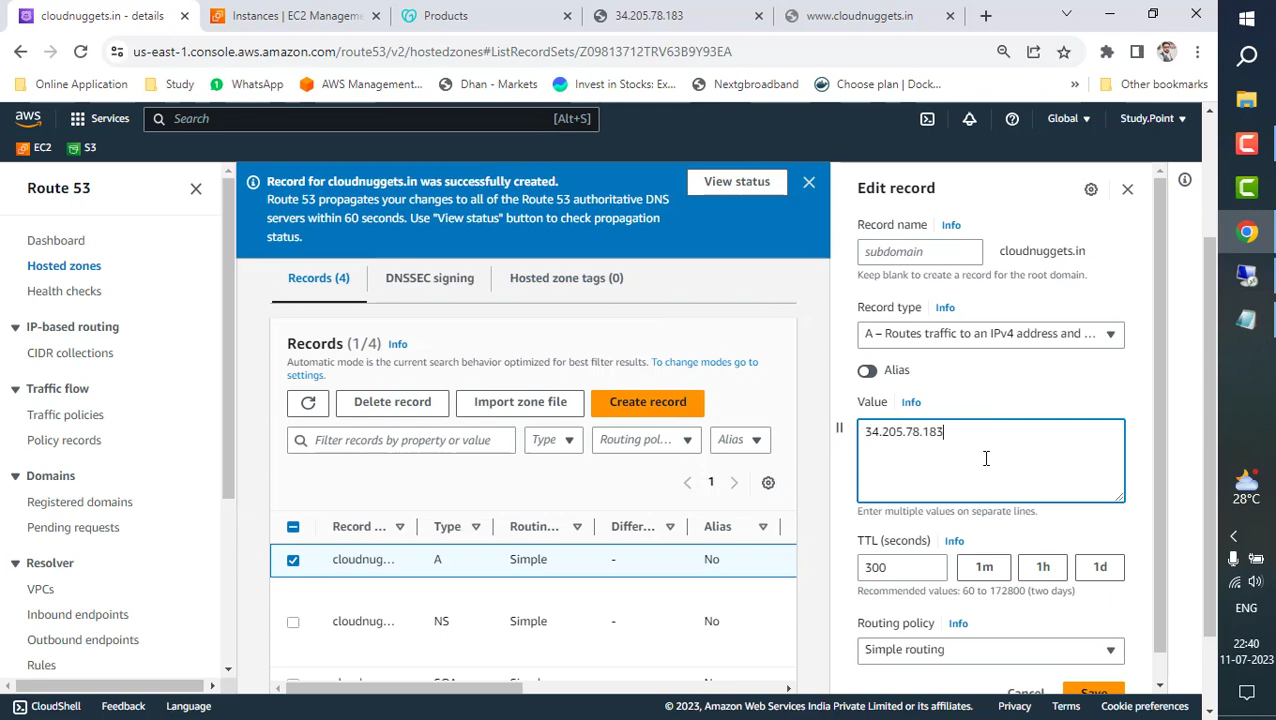 cloudnuggets.in - details
Instances | EC2 Managem
Products
34.205.78.183
www.cloudnuggets.in
us-east-1.console.aws.amazon.com/route53/v2/hostedzones#ListRecordSets/Z09813712TRV63B9Y93EA
Online Application
Study
WhatsApp
AWS Management...
Dhan - Markets
Invest in Stocks: Ex...
Nextgbroadband
Choose plan | Dock...
Other bookmarks
aws
Services
Search
[Alt+S]
Global
Study.Point
EC2
S3
Route 53
Dashboard
Hosted zones
Health checks
IP-based routing
CIDR collections
Traffic flow
Traffic policies
Policy records
Domains
Registered domains
Pending requests
Resolver
VPCs
Inbound endpoints
Outbound endpoints
Rules
Record for cloudnuggets.in was successfully created.
Route 53 propagates your changes to all of the Route 53 authoritative DNS
servers within 60 seconds. Use "View status" button to check propagation
status.
View status
Records (4)
DNSSEC signing
Hosted zone tags (0)
Records (1/4)
Info
Automatic mode is the current search behavior optimized for best filter results. To change modes go to
settings.
Delete record
Import zone file
Create record
Filter records by property or value
Type
Routing pol...
Alias
1
Record ...
Type
Routin...
Differ...
Alias
cloudnug...
A
Simple
-
No
cloudnug...
NS
Simple
-
No
Edit record
Record name
Info
subdomain
cloudnuggets.in
Keep blank to create a record for the root domain.
Record type
Info
A – Routes traffic to an IPv4 address and ...
Alias
Value
Info
34.205.78.183
Enter multiple values on separate lines.
TTL (seconds)
Info
300
1m
1h
1d
Recommended values: 60 to 172800 (two days)
Routing policy
Info
Simple routing
Cancel
Save
28°C
ENG
22:40
11-07-2023
CloudShell
Feedback
Language
© 2023, Amazon Web Services India Private Limited or its affiliates.
Privacy
Terms
Cookie preferences